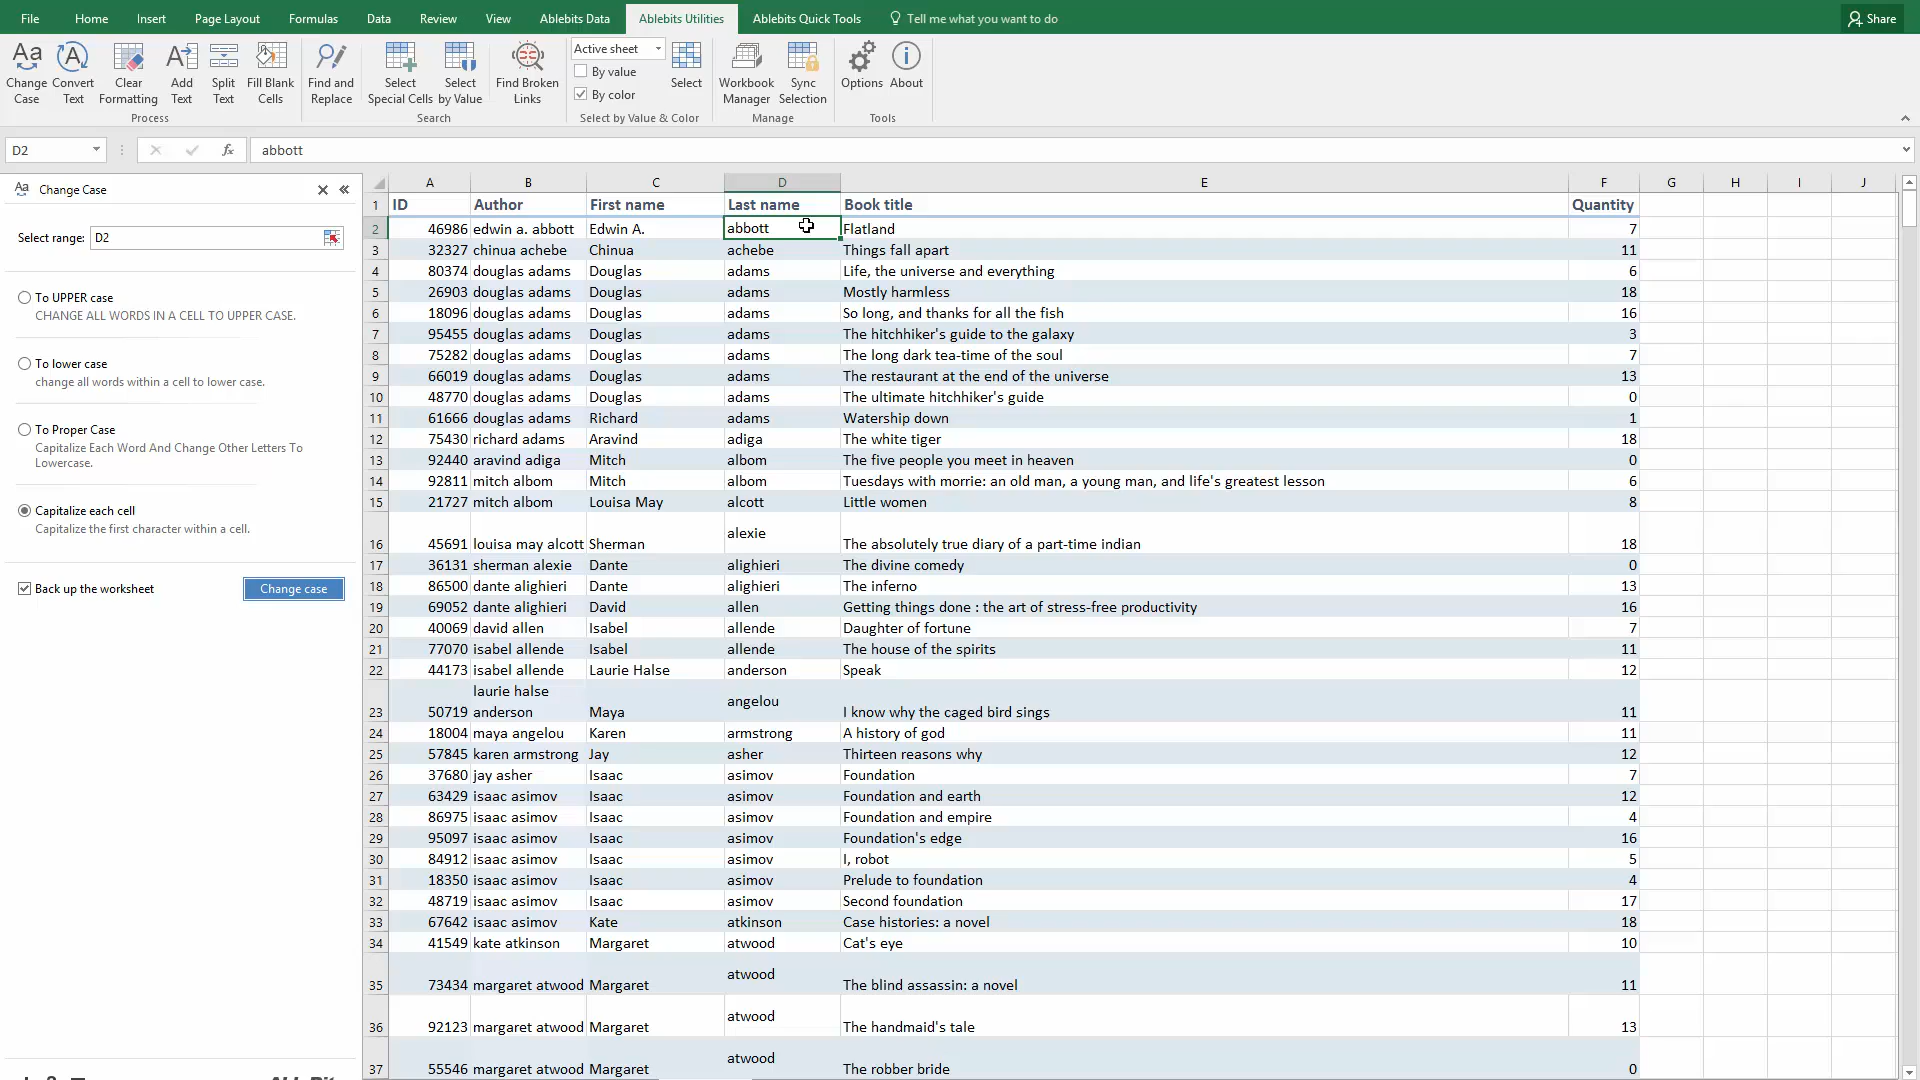 File Home Insert Page Layout Formulas Data Review View Ablebits Data Ablebits Utilities Ablebits Quick Tools Tell me what you want to do Share
Change Case
Convert Text
Clear Formatting
Add Text
Split Text
Fill Blank Cells
Process
Find and Replace
Select Special Cells
Select by Value
Search
Find Broken Links
Active sheet
By value
By color
Select
Select by Value & Color
Workbook Manager
Sync Selection
Manage
Options
About
Tools
D2 fx abbott
Aa Change Case
Select range: D2
To UPPER case
CHANGE ALL WORDS IN A CELL TO UPPER CASE.
To lower case
change all words within a cell to lower case.
To Proper Case
Capitalize Each Word And Change Other Letters To
Lowercase.
Capitalize each cell
Capitalize the first character within a cell.
Back up the worksheet Change case
A B C D E F G H I J
1 ID Author First name Last name Book title Quantity
2 46986 edwin a. abbott Edwin A. abbott Flatland 7
3 32327 chinua achebe Chinua achebe Things fall apart 11
4 80374 douglas adams Douglas adams Life, the universe and everything 6
5 26903 douglas adams Douglas adams Mostly harmless 18
6 18096 douglas adams Douglas adams So long, and thanks for all the fish 16
7 95455 douglas adams Douglas adams The hitchhiker's guide to the galaxy 3
8 75282 douglas adams Douglas adams The long dark tea-time of the soul 7
9 66019 douglas adams Douglas adams The restaurant at the end of the universe 13
10 48770 douglas adams Douglas adams The ultimate hitchhiker's guide 0
11 61666 douglas adams Richard adams Watership down 1
12 75430 richard adams Aravind adiga The white tiger 18
13 92440 aravind adiga Mitch albom The five people you meet in heaven 0
14 92811 mitch albom Mitch albom Tuesdays with morrie: an old man, a young man, and life's greatest lesson 6
15 21727 mitch albom Louisa May alcott Little women 8
16 45691 louisa may alcott Sherman alexie The absolutely true diary of a part-time indian 18
17 36131 sherman alexie Dante alighieri The divine comedy 0
18 86500 dante alighieri Dante alighieri The inferno 13
19 69052 dante alighieri David allen Getting things done : the art of stress-free productivity 16
20 40069 david allen Isabel allende Daughter of fortune 7
21 77070 isabel allende Isabel allende The house of the spirits 11
22 44173 isabel allende Laurie Halse anderson Speak 12
23 50719 laurie halse anderson Maya angelou I know why the caged bird sings 11
24 18004 maya angelou Karen armstrong A history of god 11
25 57845 karen armstrong Jay asher Thirteen reasons why 12
26 37680 jay asher Isaac asimov Foundation 7
27 63429 isaac asimov Isaac asimov Foundation and earth 12
28 86975 isaac asimov Isaac asimov Foundation and empire 4
29 95097 isaac asimov Isaac asimov Foundation's edge 16
30 84912 isaac asimov Isaac asimov I, robot 5
31 18350 isaac asimov Isaac asimov Prelude to foundation 4
32 48719 isaac asimov Isaac asimov Second foundation 17
33 67642 isaac asimov Kate atkinson Case histories: a novel 18
34 41549 kate atkinson Margaret atwood Cat's eye 10
35 73434 margaret atwood Margaret atwood The blind assassin: a novel 11
36 92123 margaret atwood Margaret atwood The handmaid's tale 13
37 55546 margaret atwood Margaret atwood The robber bride 0